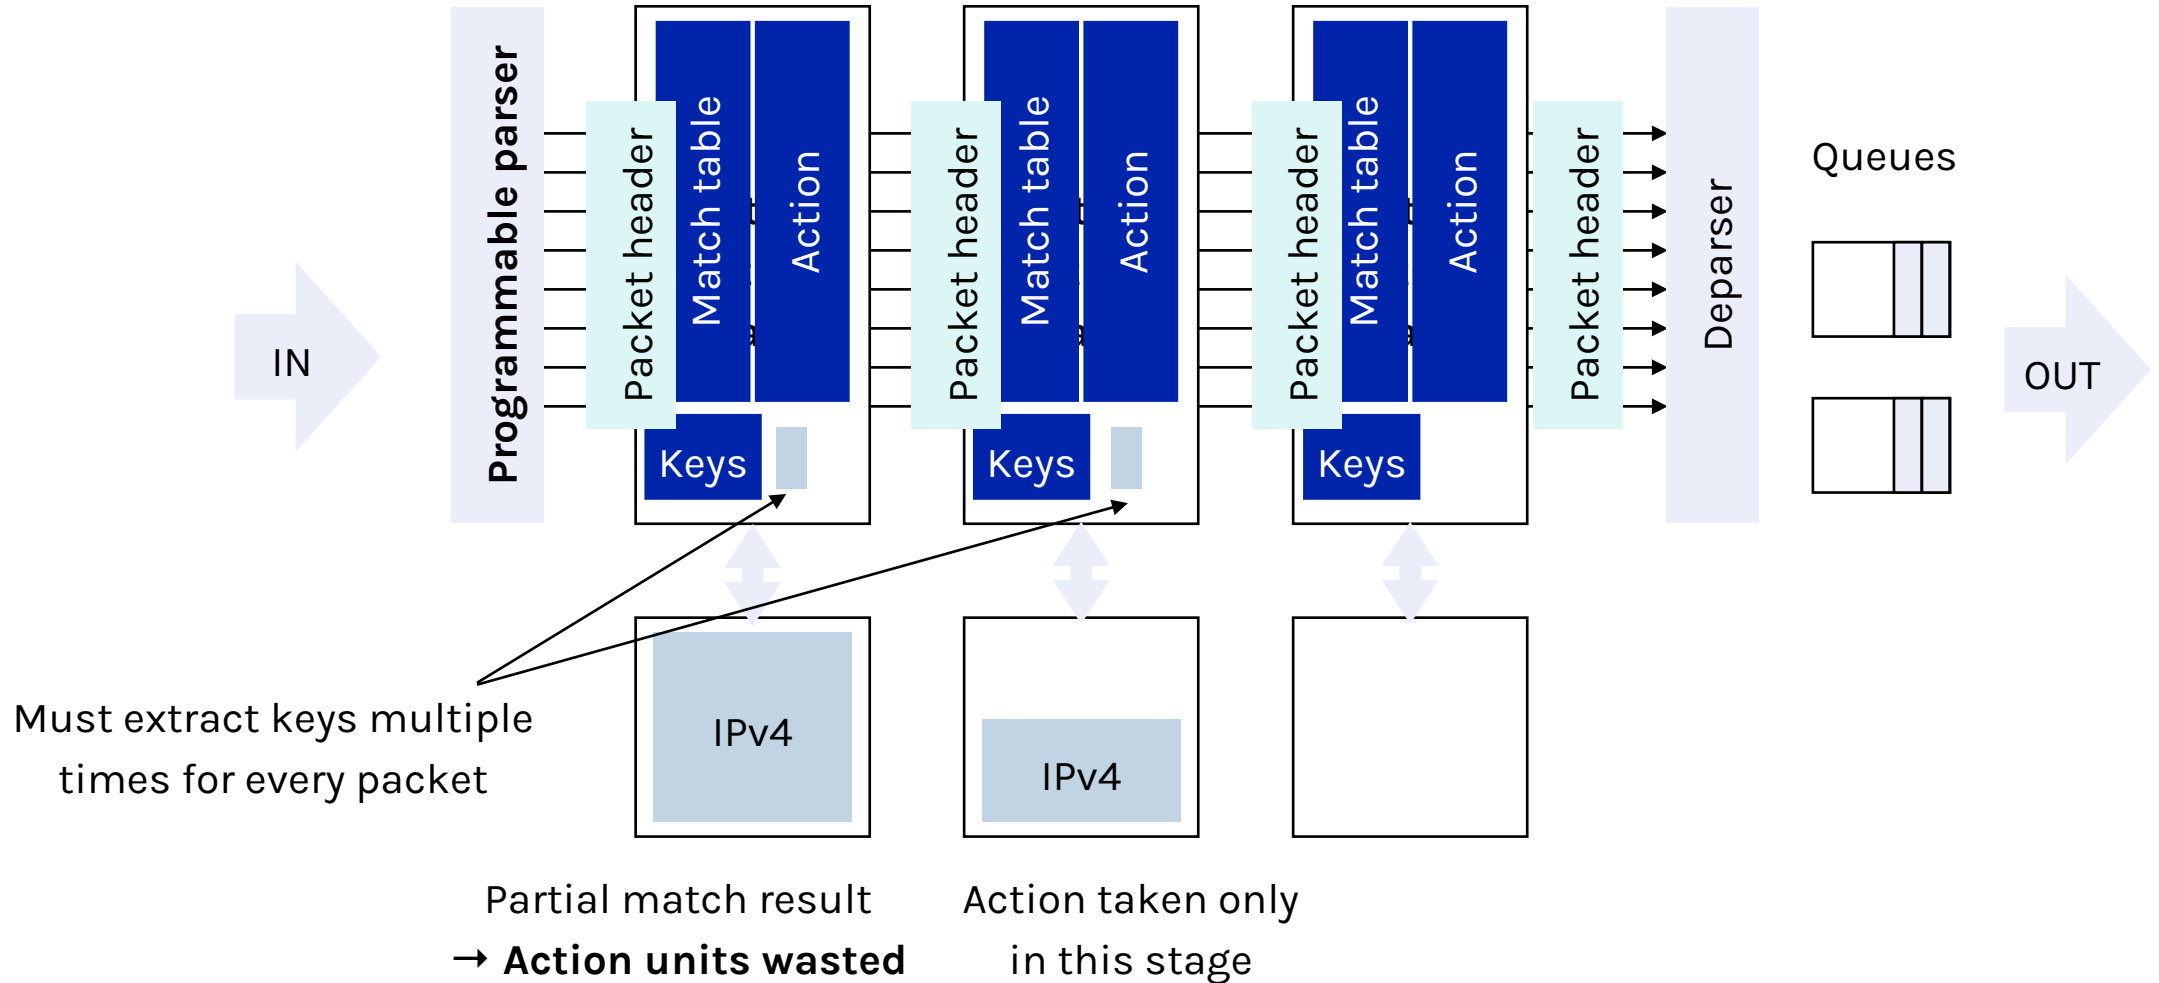 IN
Programmable parser
Packet header
Match table
Action
Keys
Packet header
Match table
Action
Keys
Packet header
Match table
Action
Keys
Packet header
Deparser
Queues
OUT
Must extract keys multiple
times for every packet
IPv4
IPv4
Partial match result
→ Action units wasted
Action taken only
in this stage